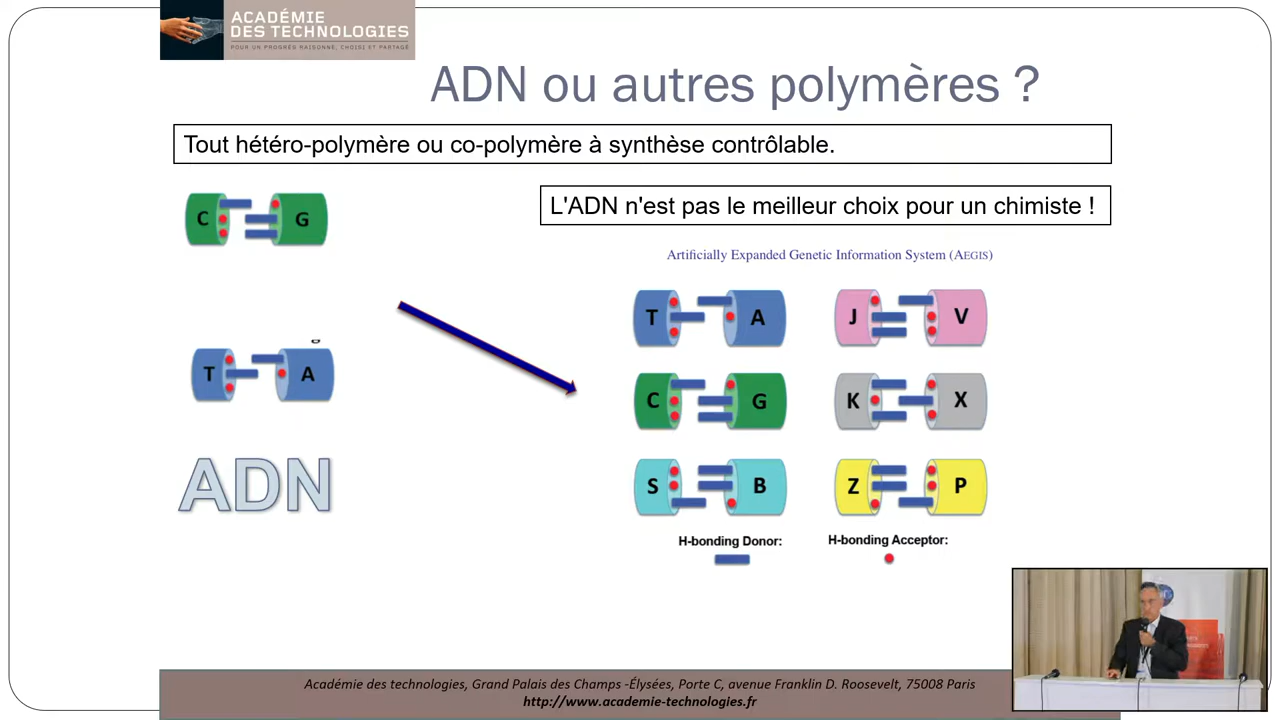 ACADÉMIE
DES TECHNOLOGIES
POUR UN PROGRÈS RAISONNÉ, CHOISI ET PARTAGÉ
ADN ou autres polymères ?
Tout hétéro-polymère ou co-polymère à synthèse contrôlable.
L'ADN n'est pas le meilleur choix pour un chimiste !
C G
Artificially Expanded Genetic Information System (AEGIS)
T A J V
T A
C G K X
ADN
S B Z P
H-bonding Donor: H-bonding Acceptor:
Académie des technologies, Grand Palais des Champs -Élysées, Porte C, avenue Franklin D. Roosevelt, 75008 Paris
http://www.academie-technologies.fr